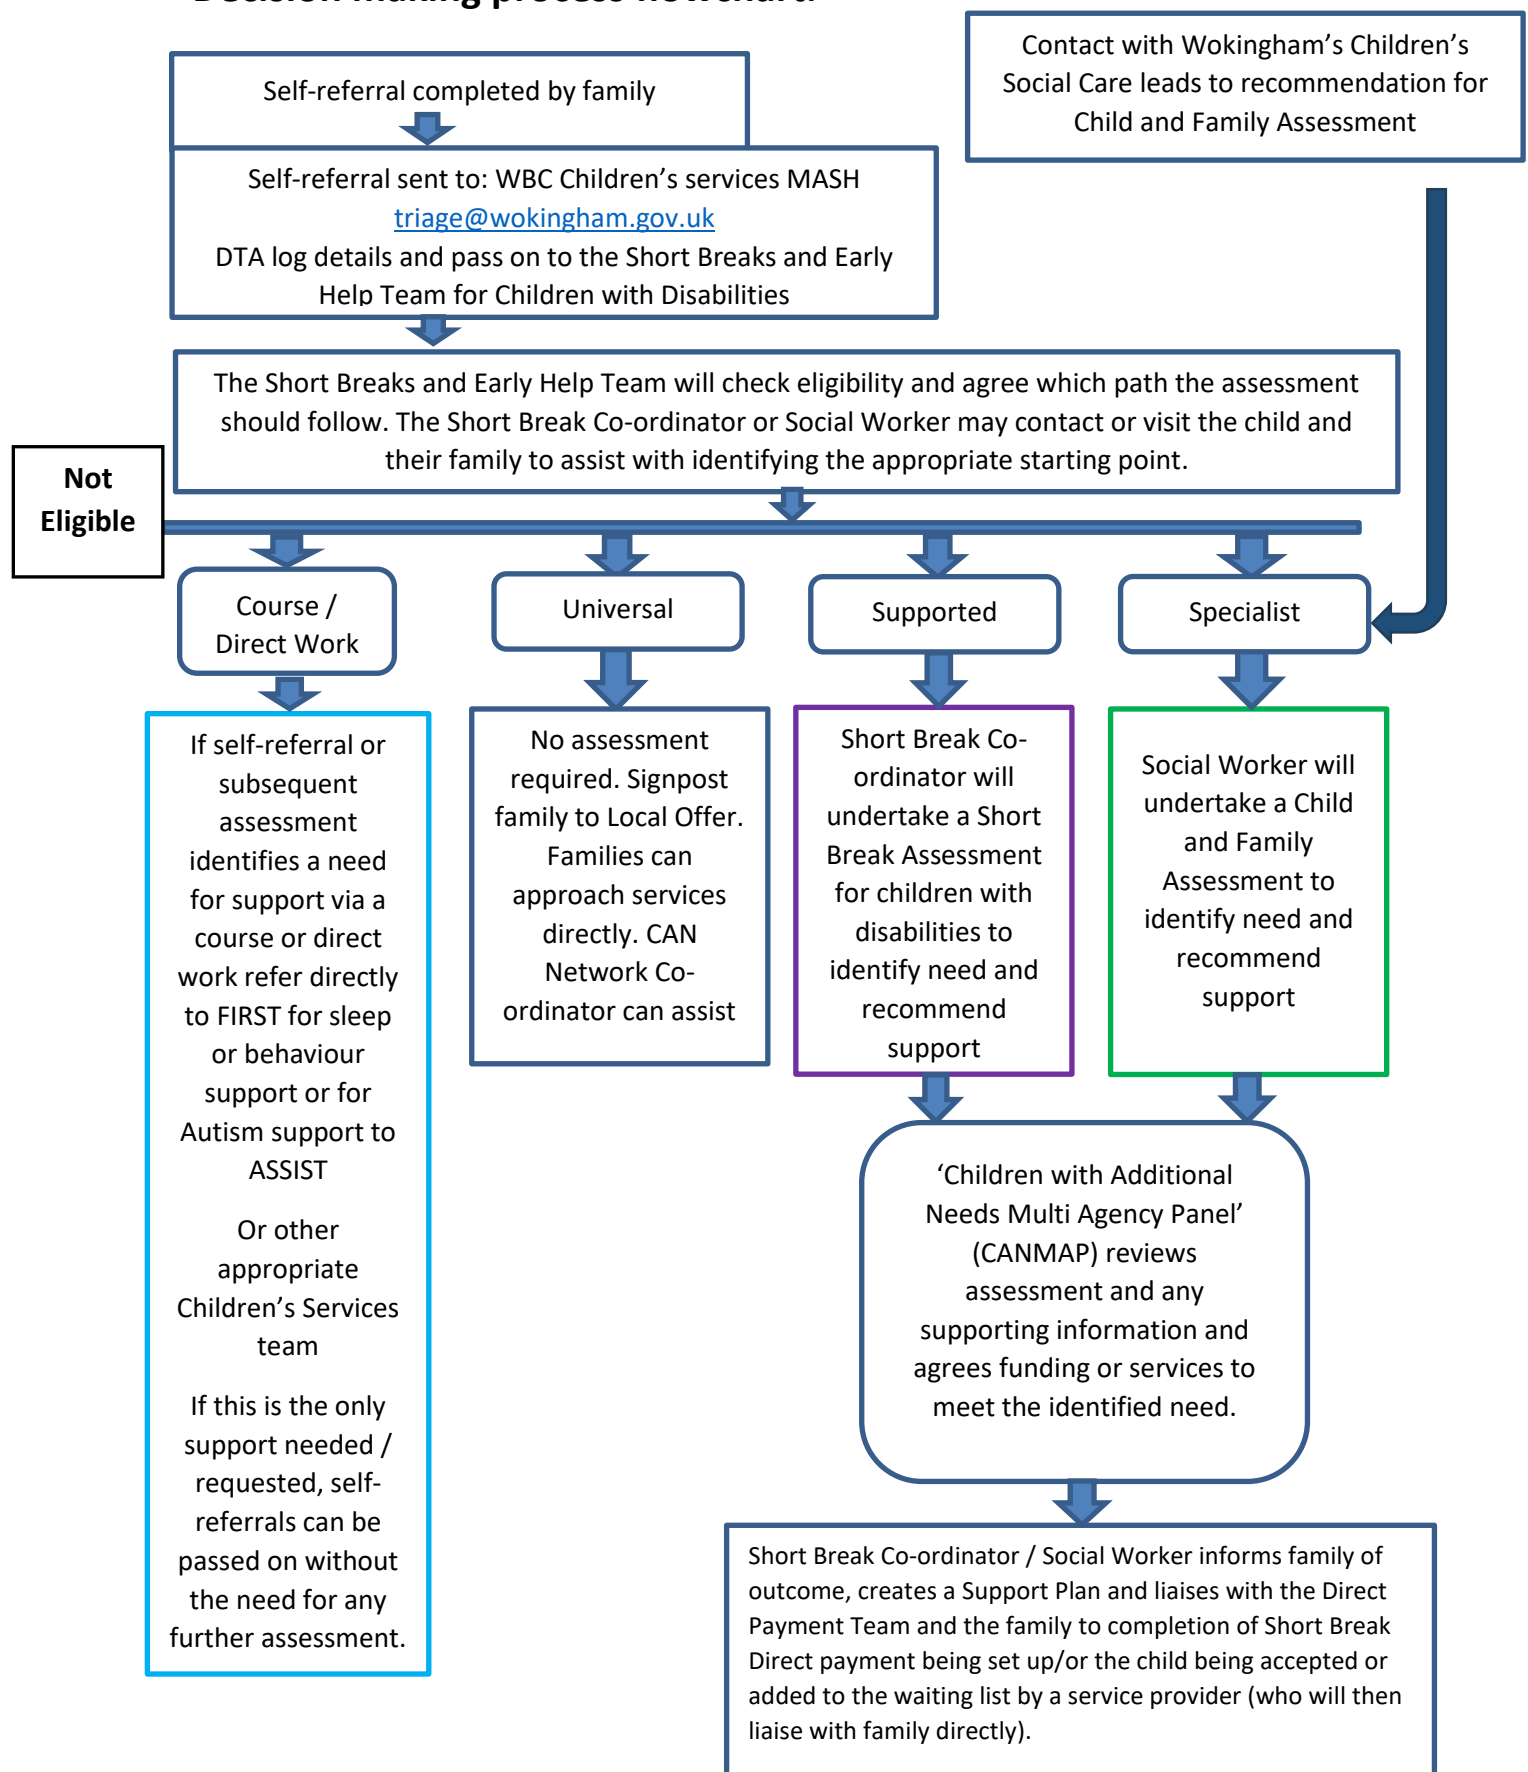 Decision making process flowchart.
Contact with Wokingham’s Children’s
Social Care leads to recommendation for
Child and Family Assessment
Self-referral completed by family
Self-referral sent to: WBC Children’s services MASH
triage@wokingham.gov.uk
DTA log details and pass on to the Short Breaks and Early
Help Team for Children with Disabilities
The Short Breaks and Early Help Team will check eligibility and agree which path the assessment
should follow. The Short Break Co-ordinator or Social Worker may contact or visit the child and
their family to assist with identifying the appropriate starting point.
Not
Eligible
Course /
Direct Work
Universal
Supported
Specialist
If self-referral or
subsequent
assessment
identifies a need
for support via a
course or direct
work refer directly
to FIRST for sleep
or behaviour
support or for
Autism support to
ASSIST
Or other
appropriate
Children’s Services
team
If this is the only
support needed /
requested, self-
referrals can be
passed on without
the need for any
further assessment.
No assessment
required. Signpost
family to Local Offer.
Families can
approach services
directly. CAN
Network Co-
ordinator can assist
Short Break Co-
ordinator will
undertake a Short
Break Assessment
for children with
disabilities to
identify need and
recommend
support
Social Worker will
undertake a Child
and Family
Assessment to
identify need and
recommend
support
‘Children with Additional
Needs Multi Agency Panel’
(CANMAP) reviews
assessment and any
supporting information and
agrees funding or services to
meet the identified need.
Short Break Co-ordinator / Social Worker informs family of
outcome, creates a Support Plan and liaises with the Direct
Payment Team and the family to completion of Short Break
Direct payment being set up/or the child being accepted or
added to the waiting list by a service provider (who will then
liaise with family directly).